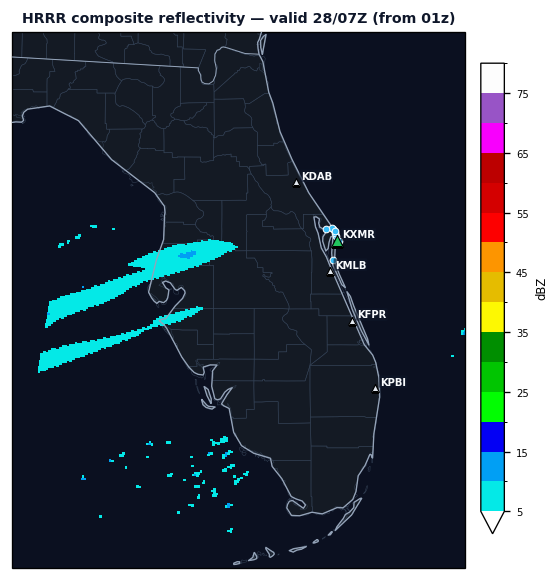 HRRR composite reflectivity — valid 28/07Z (from 01z)
KDAB
KXMR
KMLB
KFPR
KPBI
75
65
55
45
35
25
15
5
dBZ